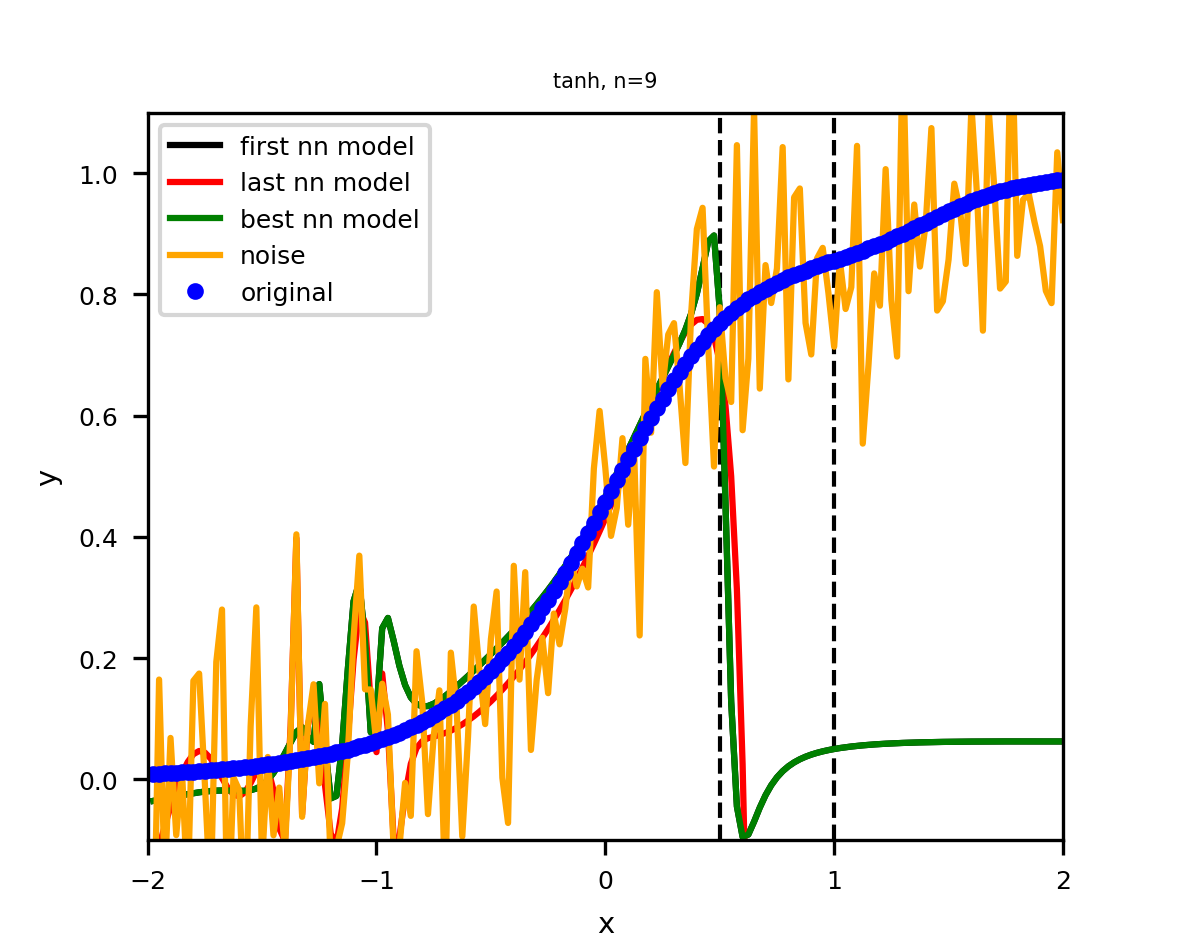 tanh, n=9
first nn model
last nn model
best nn model
noise
original
1.0
0.8
0.6
0.4
0.2
0.0
y
−2
−1
0
1
2
x